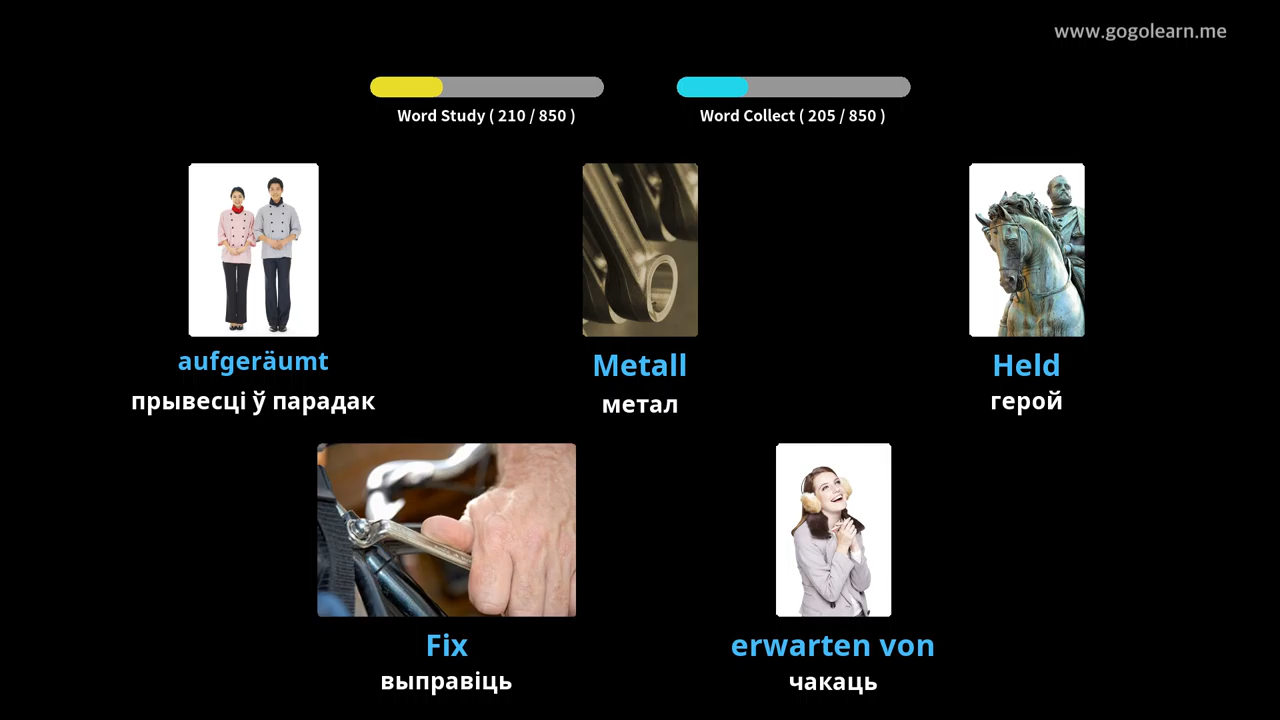 www.gogolearn.me
Word Study ( 210 / 850 )
Word Collect ( 205 / 850 )
aufgeräumt
прывесці ў парадак
Metall
метал
Held
герой
Fix
выправіць
erwarten von
чакаць